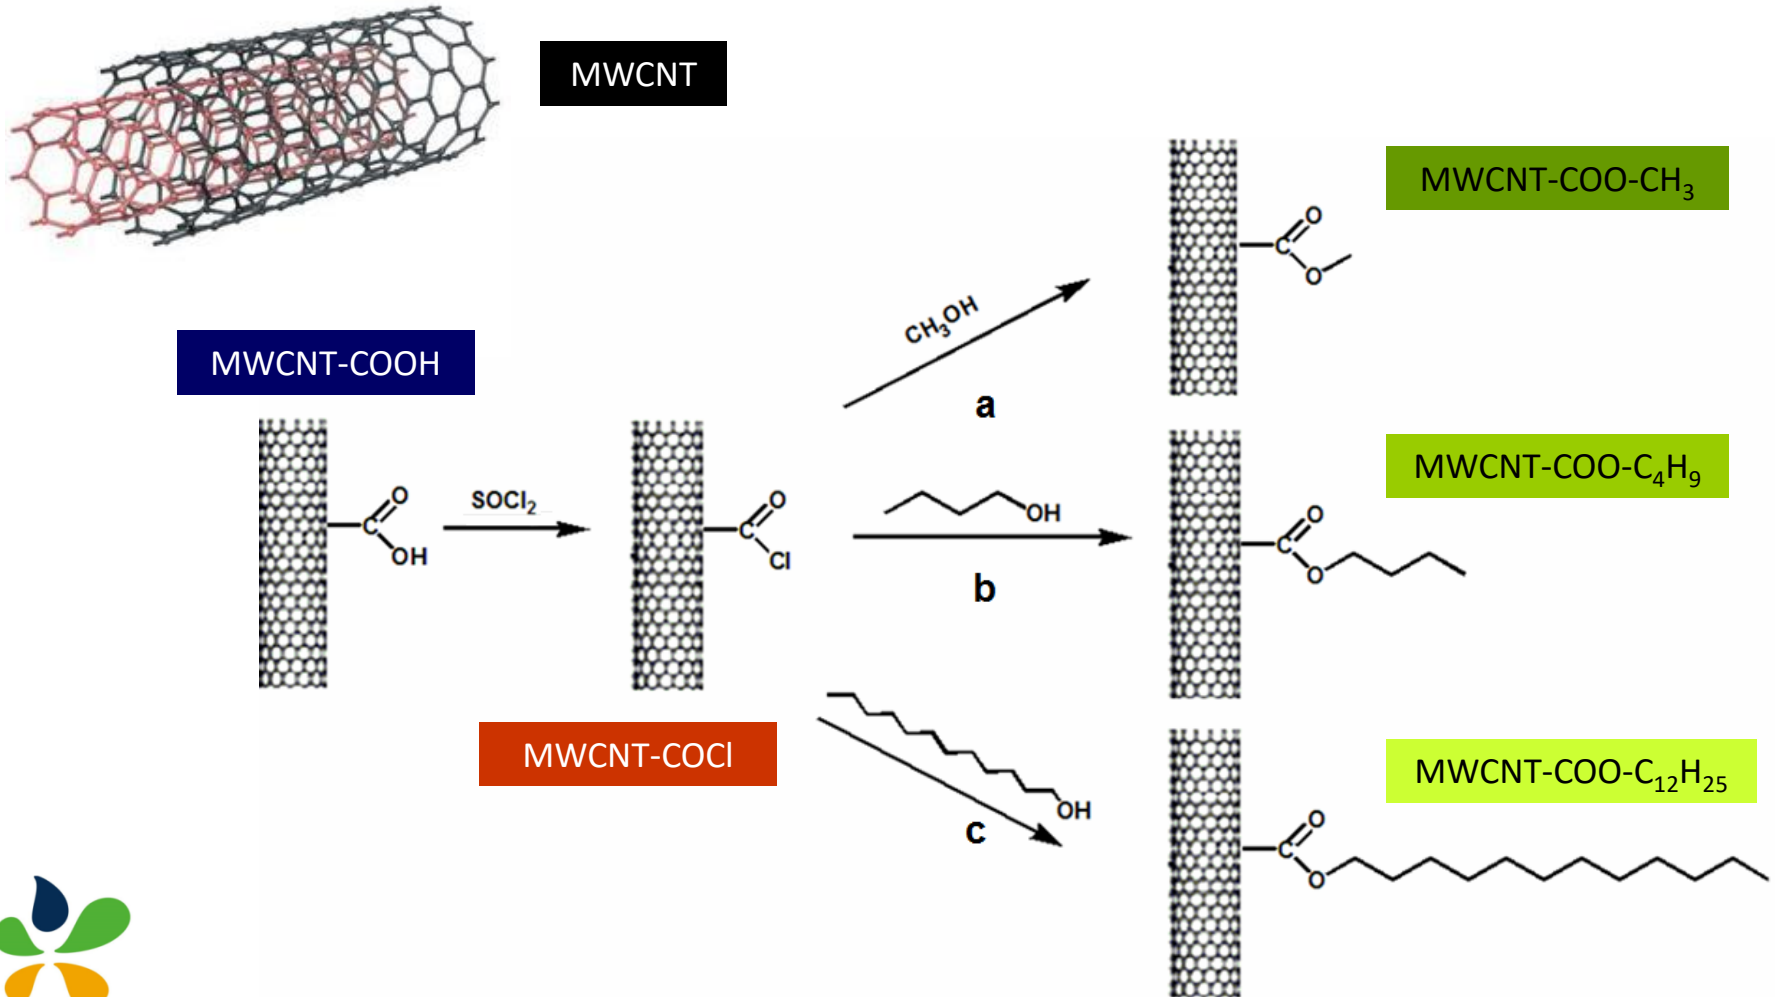 MWCNT
MWCNT-COO-CH₃
O
C
O
CH₃OH
a
MWCNT-COOH
O
C
OH
SOCl₂
O
C
Cl
OH
b
MWCNT-COO-C₄H₉
O
C
O
MWCNT-COCl
OH
c
MWCNT-COO-C₁₂H₂₅
O
C
O